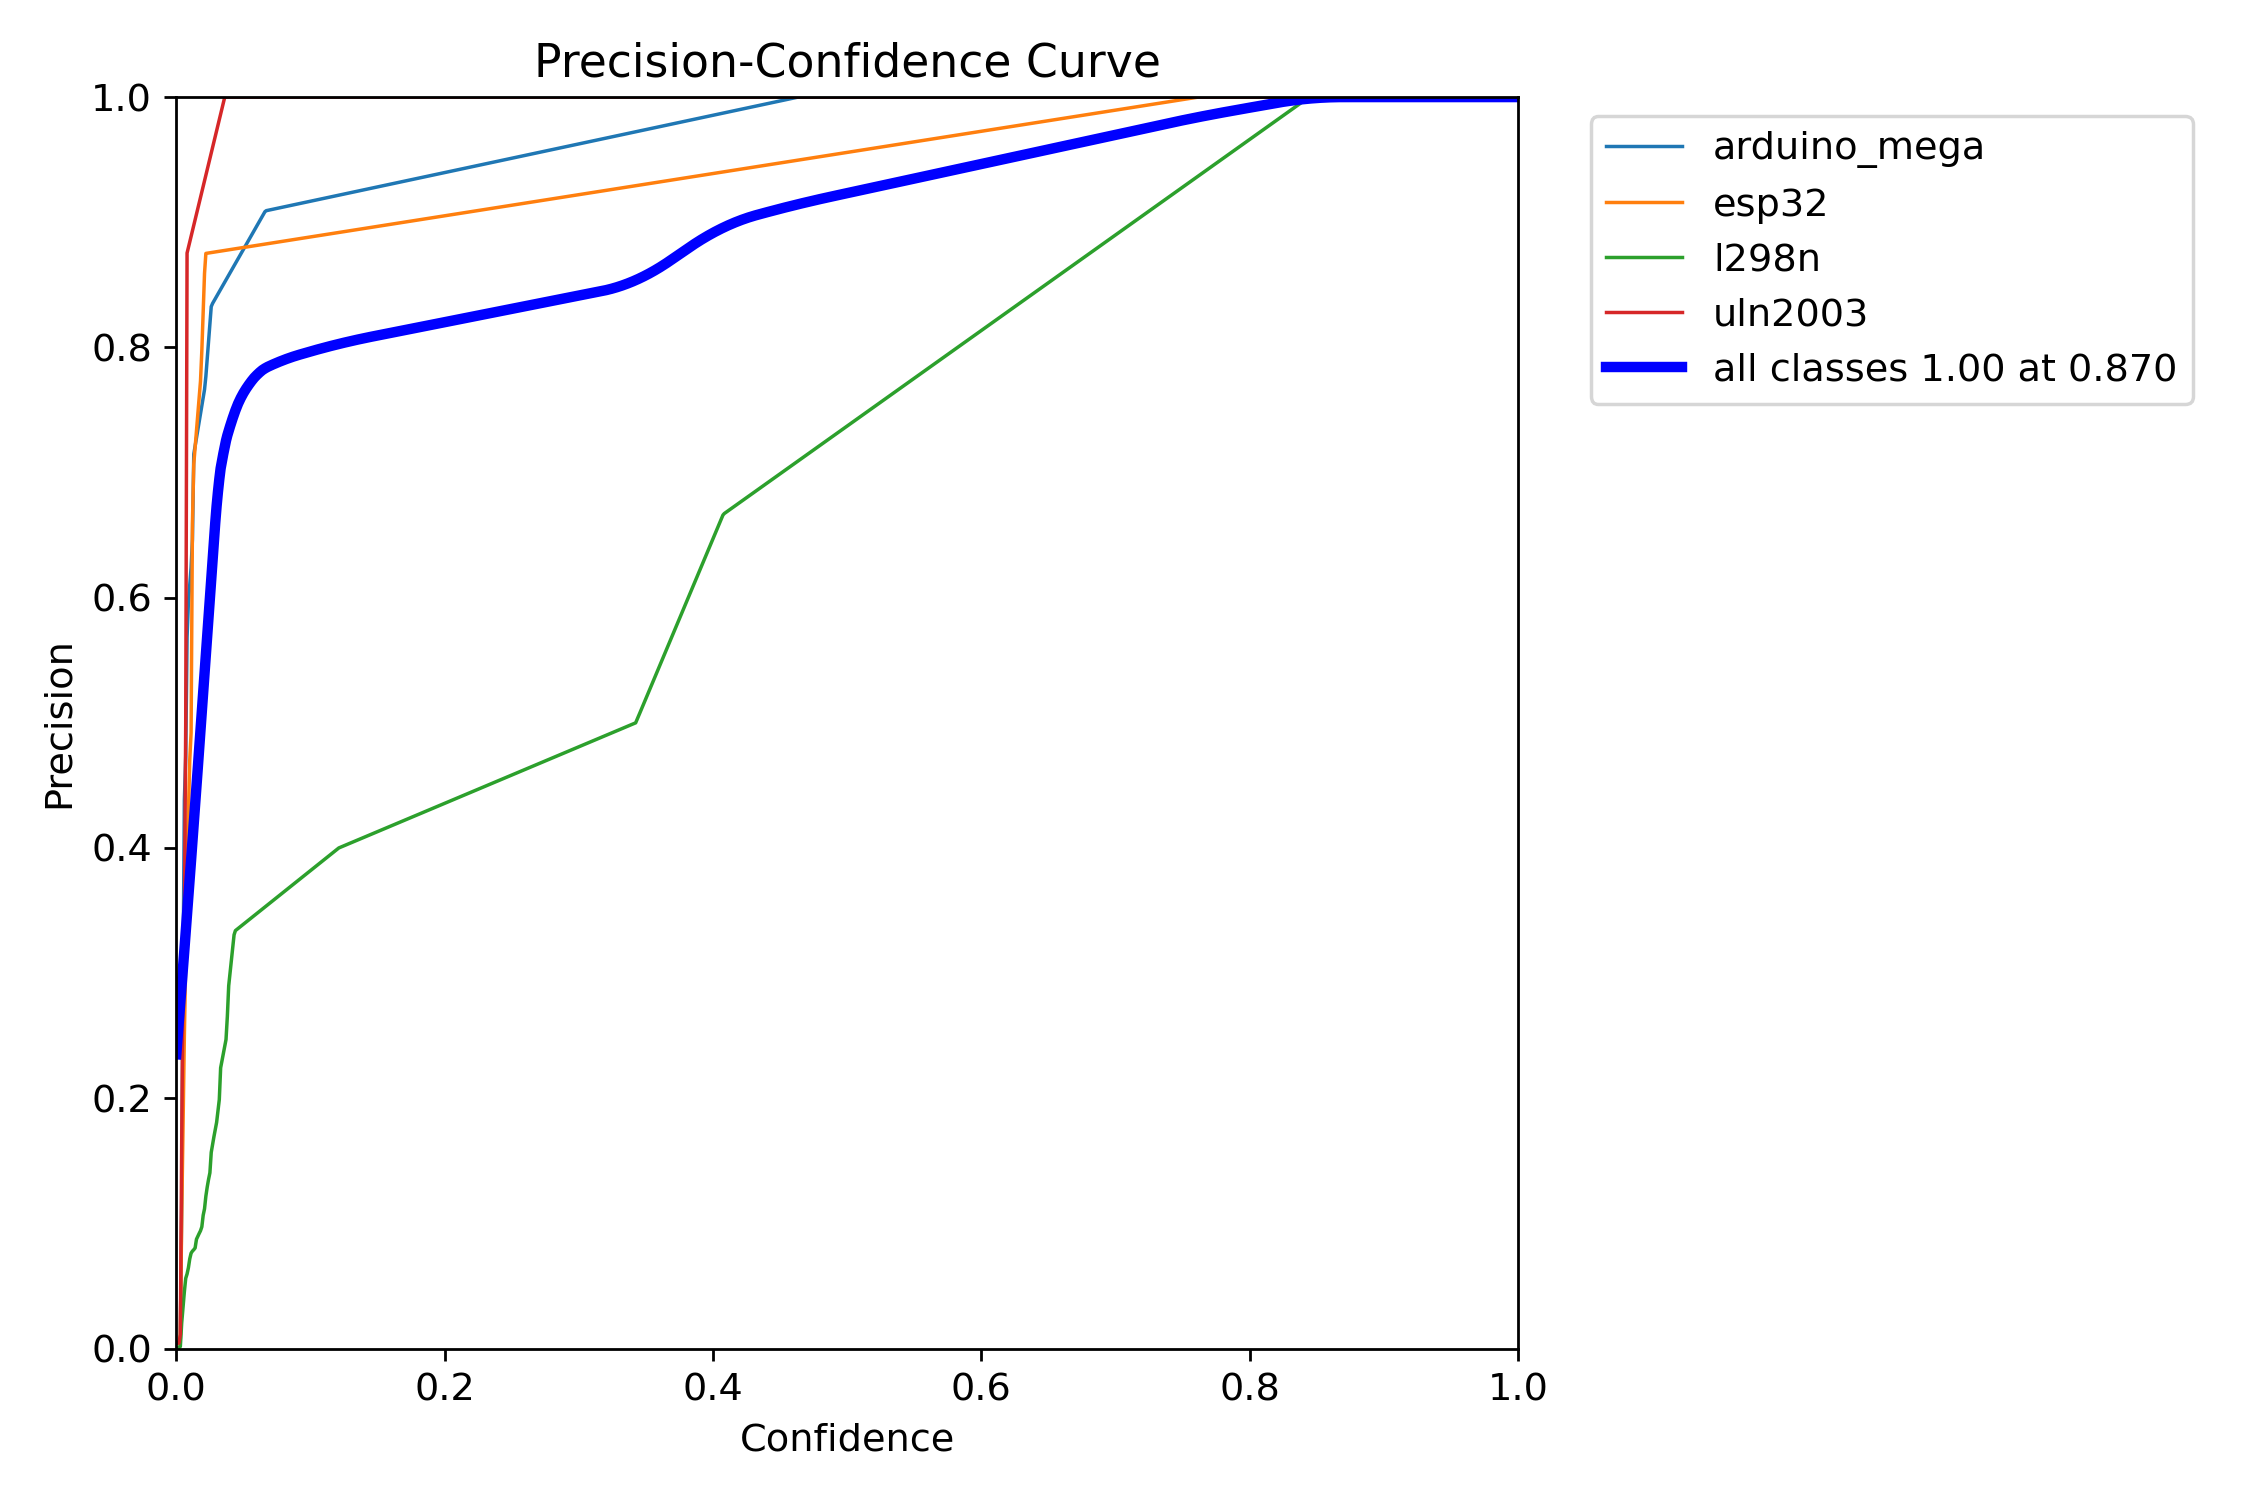 Precision-Confidence Curve
1.0
0.8
0.6
0.4
0.2
0.0
Precision
0.0 0.2 0.4 0.6 0.8 1.0
Confidence
arduino_mega
esp32
l298n
uln2003
all classes 1.00 at 0.870